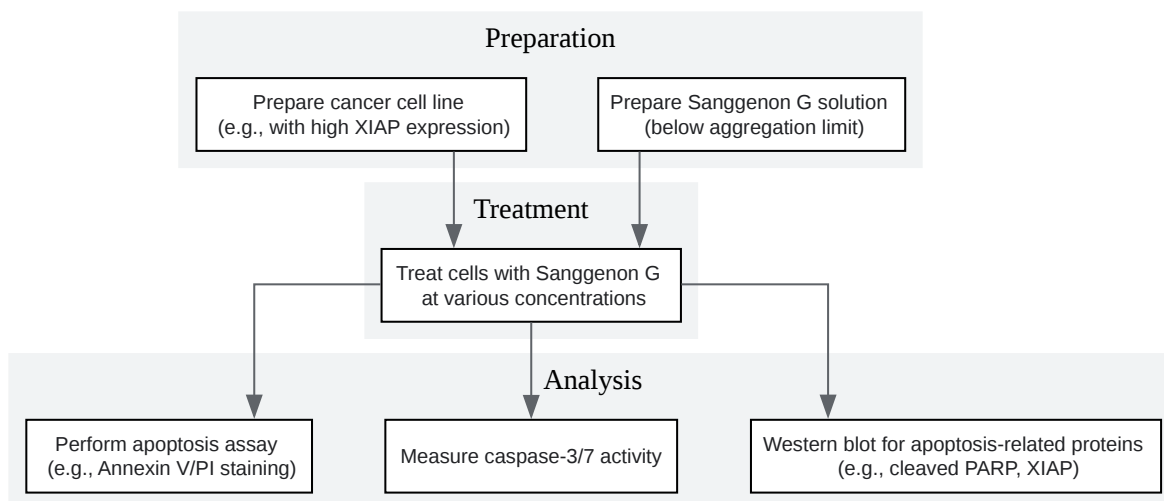 Preparation
Prepare cancer cell line
(e.g., with high XIAP expression)
Prepare Sanggenon G solution
(below aggregation limit)
Treatment
Treat cells with Sanggenon G
at various concentrations
Analysis
Perform apoptosis assay
(e.g., Annexin V/PI staining)
Measure caspase-3/7 activity
Western blot for apoptosis-related proteins
(e.g., cleaved PARP, XIAP)